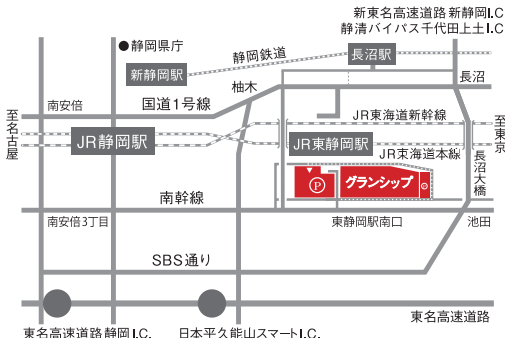 新東名高速道路 新静岡I.C
静清バイパス千代田上土I.C
●静岡県庁
静岡鉄道
長沼駅
新静岡駅
柚木
長沼
南安倍
国道1号線
JR東海道新幹線
至名古屋
至東京
JR静岡駅
JR東静岡駅
JR東海道本線
長沼大橋
P
グランシップ
P
南幹線
南安倍3丁目
東静岡駅南口
池田
SBS通り
東名高速道路
東名高速道路 静岡I.C.
日本平久能山スマートI.C.